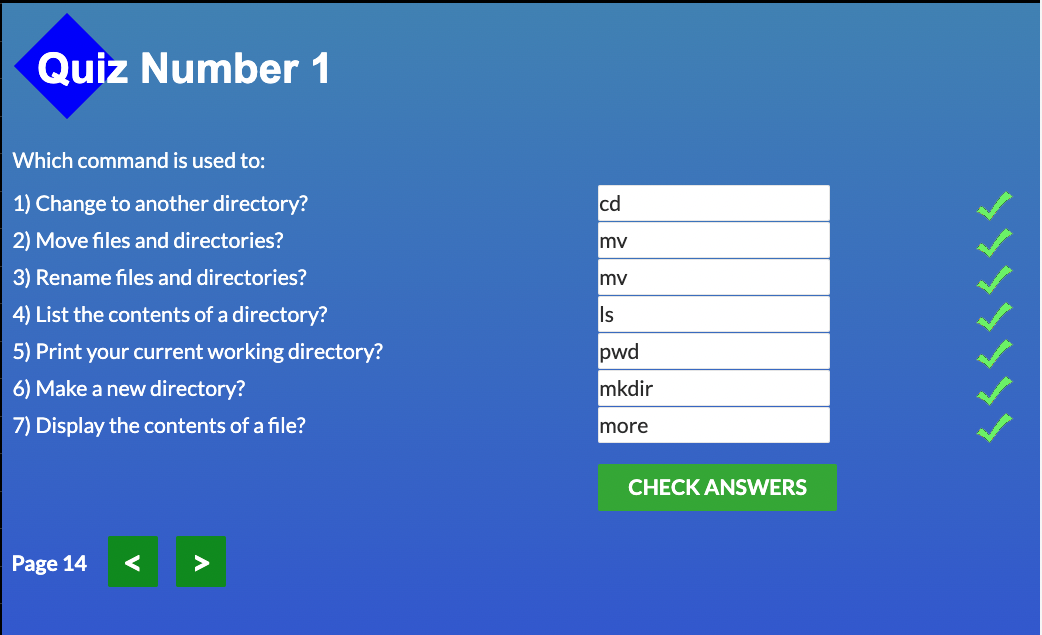 Quiz Number 1
Which command is used to:
1) Change to another directory? cd
2) Move files and directories? mv
3) Rename files and directories? mv
4) List the contents of a directory? ls
5) Print your current working directory? pwd
6) Make a new directory? mkdir
7) Display the contents of a file? more
CHECK ANSWERS
Page 14 < >